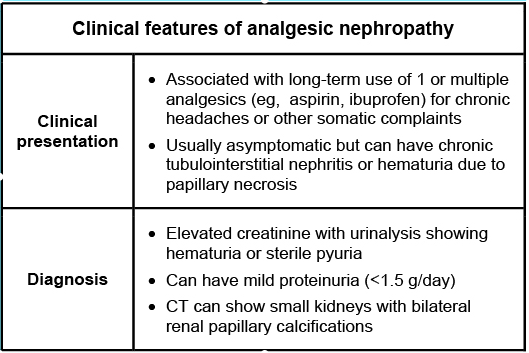 Clinical features of analgesic nephropathy
Clinical
presentation
• Associated with long-term use of 1 or multiple
analgesics (eg, aspirin, ibuprofen) for chronic
headaches or other somatic complaints
• Usually asymptomatic but can have chronic
tubulointerstitial nephritis or hematuria due to
papillary necrosis
Diagnosis
• Elevated creatinine with urinalysis showing
hematuria or sterile pyuria
• Can have mild proteinuria (<1.5 g/day)
• CT can show small kidneys with bilateral
renal papillary calcifications